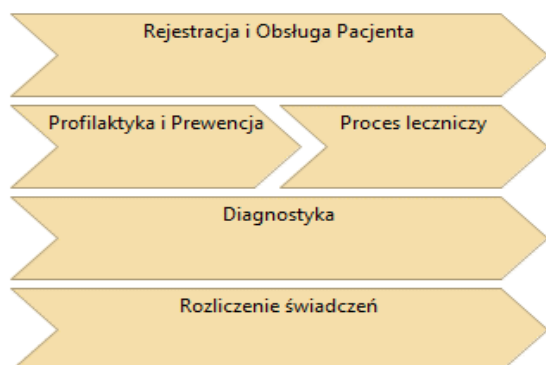 Rejestracja i Obsługa Pacjenta
Profilaktyka i Prewencja
Proces leczniczy
Diagnostyka
Rozliczenie świadczeń